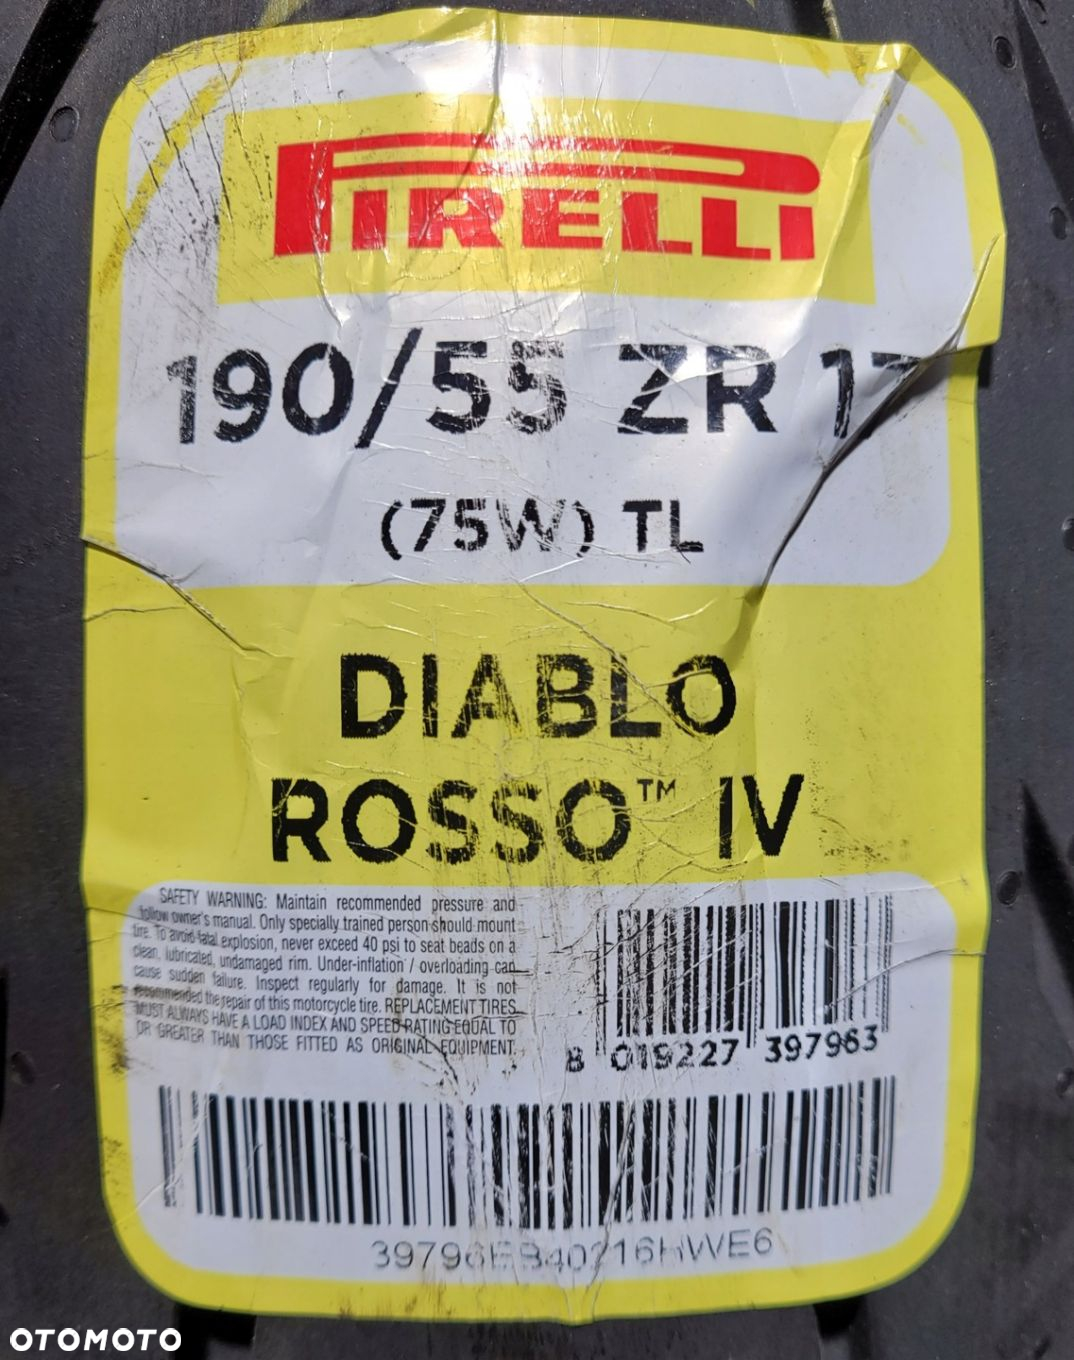 PIRELLI
190/55 ZR 17
(75W) TL
DIABLO
ROSSO™ IV
SAFETY WARNING: Maintain recommended pressure and
follow owner's manual. Only specially trained person should mount
tire. To avoid fatal explosion, never exceed 40 psi to seat beads on a
clean, lubricated, undamaged rim. Under-inflation / overloading can
cause sudden failure. Inspect regularly for damage. It is not
recommended the repair of this motorcycle tire. REPLACEMENT TIRES
MUST ALWAYS HAVE A LOAD INDEX AND SPEED RATING EQUAL TO
OR GREATER THAN THOSE FITTED AS ORIGINAL EQUIPMENT.
8 019227 397963
OTOMOTO